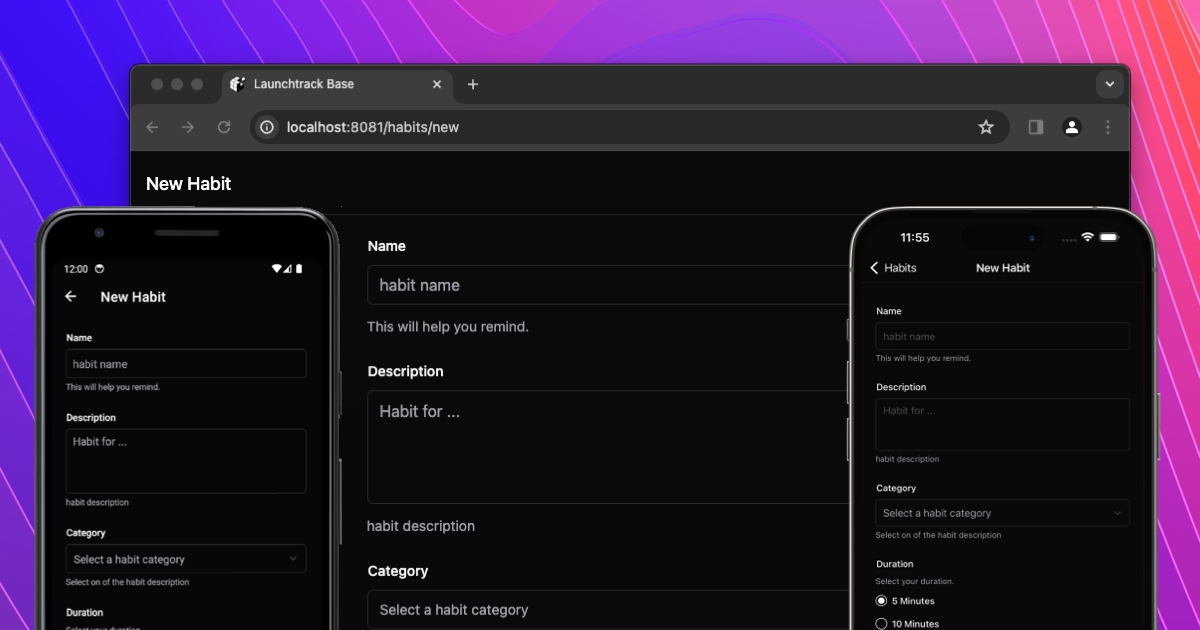 Launchtrack Base
localhost:8081/habits/new
New Habit
Name
habit name
This will help you remind.
Description
Habit for ...
habit description
Category
Select a habit category
12:00
New Habit
Name
habit name
This will help you remind.
Description
Habit for ...
habit description
Category
Select a habit category
Select on of the habit description
Duration
Select your duration.
11:55
Habits
New Habit
Name
habit name
This will help you remind.
Description
Habit for ...
habit description
Category
Select a habit category
Select on of the habit description
Duration
Select your duration.
5 Minutes
10 Minutes